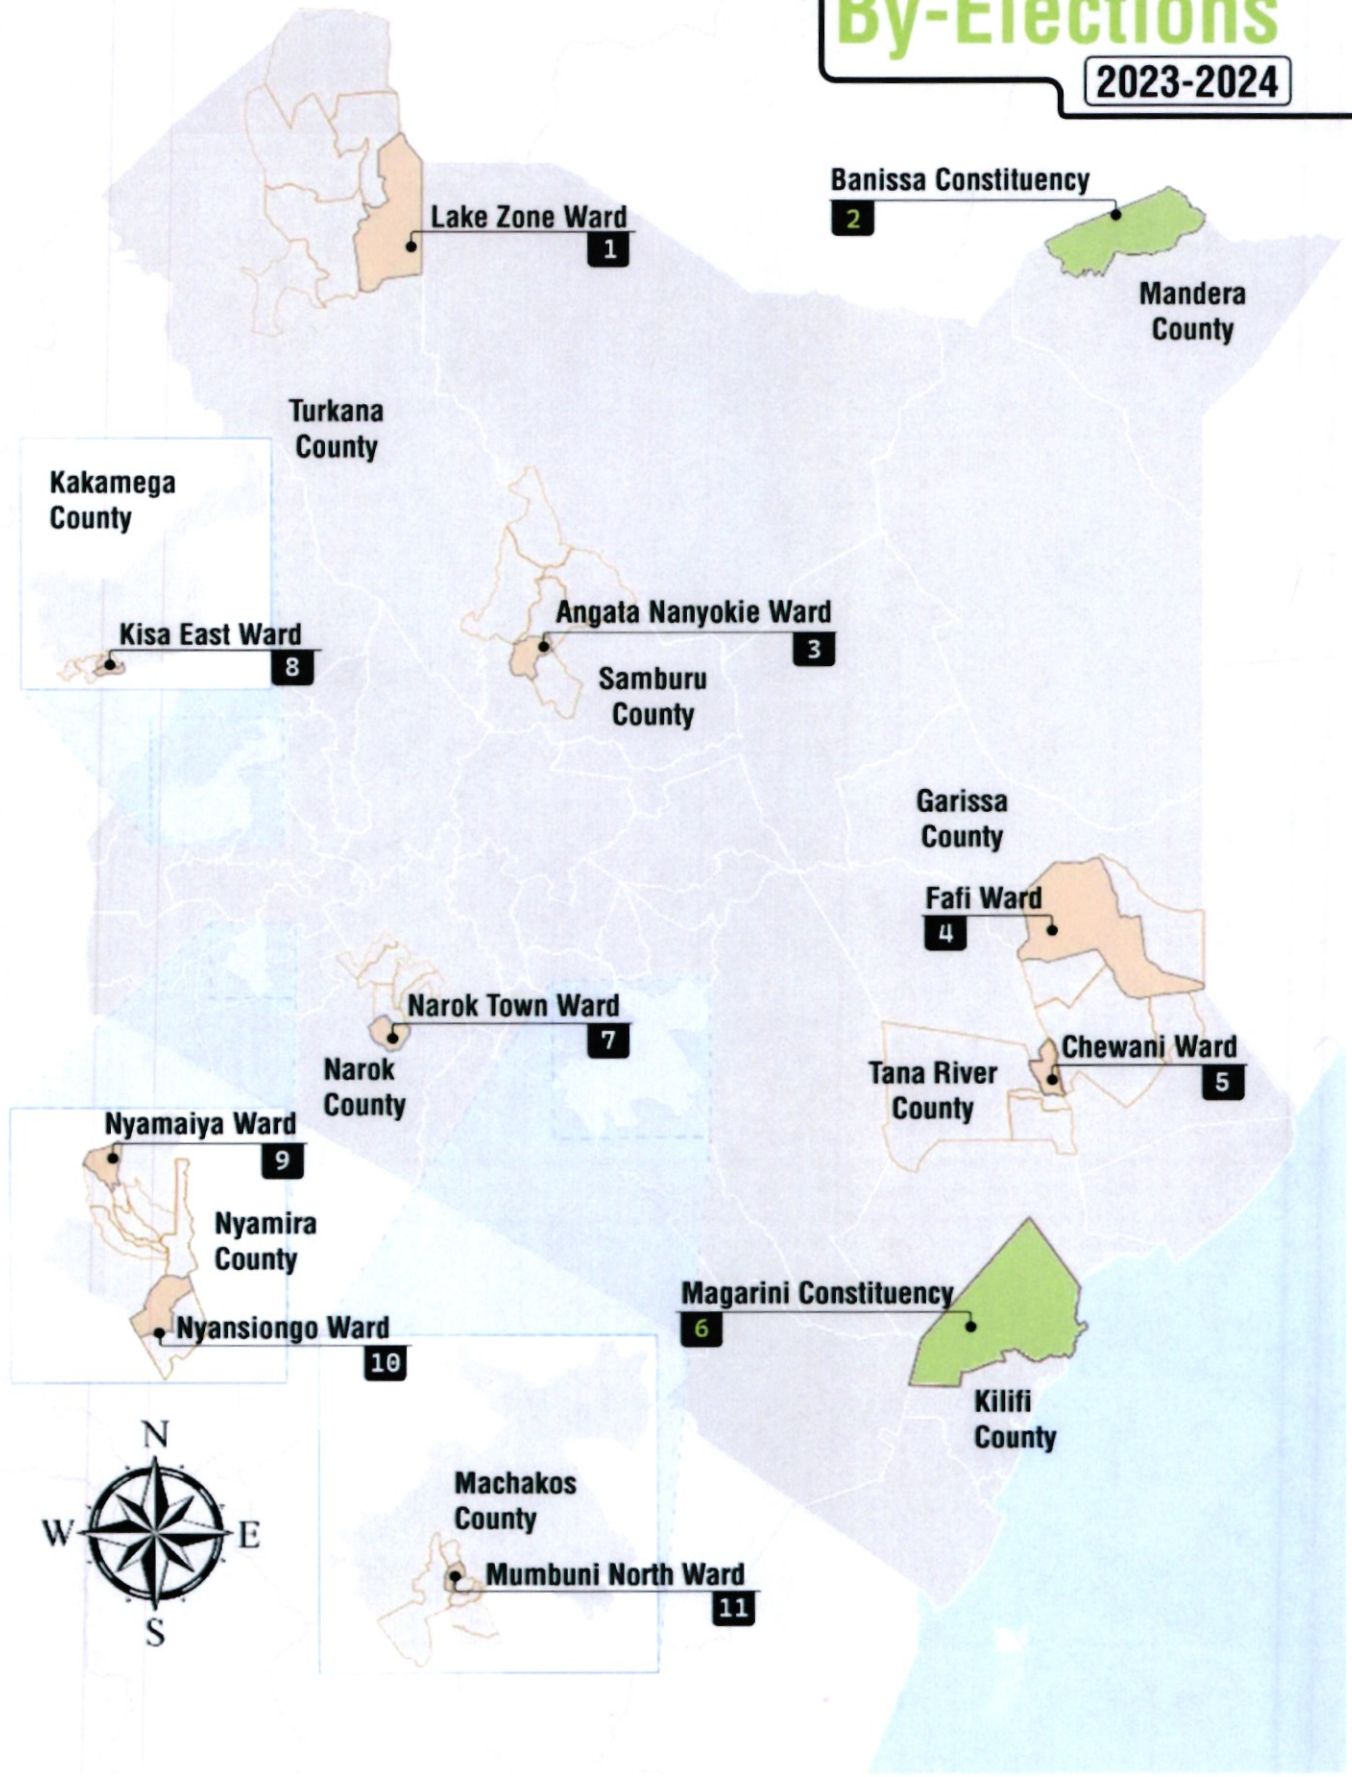 By-Elections
2023-2024
Banissa Constituency
2
Mandera
County
Lake Zone Ward
1
Turkana
County
Kakamega
County
Kisa East Ward
8
Angata Nanyokie Ward
3
Samburu
County
Garissa
County
Fafi Ward
4
Narok Town Ward
7
Narok
County
Chewani Ward
5
Tana River
County
Nyamaiya Ward
9
Nyamira
County
Nyansiongo Ward
10
Magarini Constituency
6
Kilifi
County
N
W
E
S
Machakos
County
Mumbuni North Ward
11